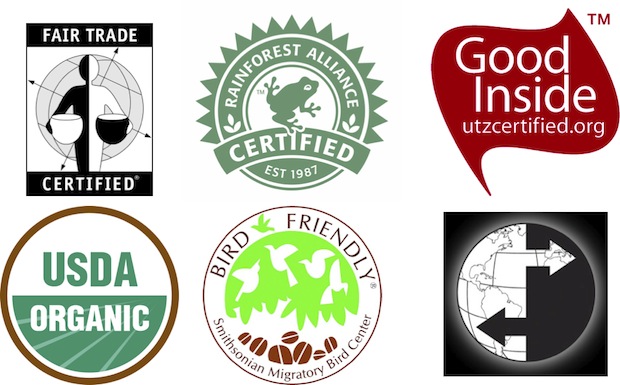 FAIR TRADE
CERTIFIED®
RAINFOREST ALLIANCE
TM
CERTIFIED
EST 1987
TM
Good
Inside
utzcertified.org
USDA
ORGANIC
BIRD FRIENDLY®
Smithsonian Migratory Bird Center